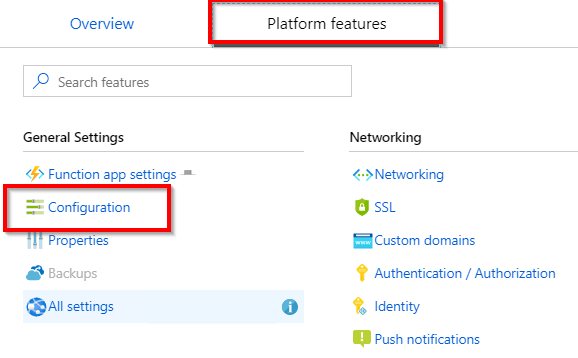 Overview
Platform features
Search features
General Settings
Function app settings
Configuration
Properties
Backups
All settings
Networking
Networking
SSL
Custom domains
Authentication / Authorization
Identity
Push notifications